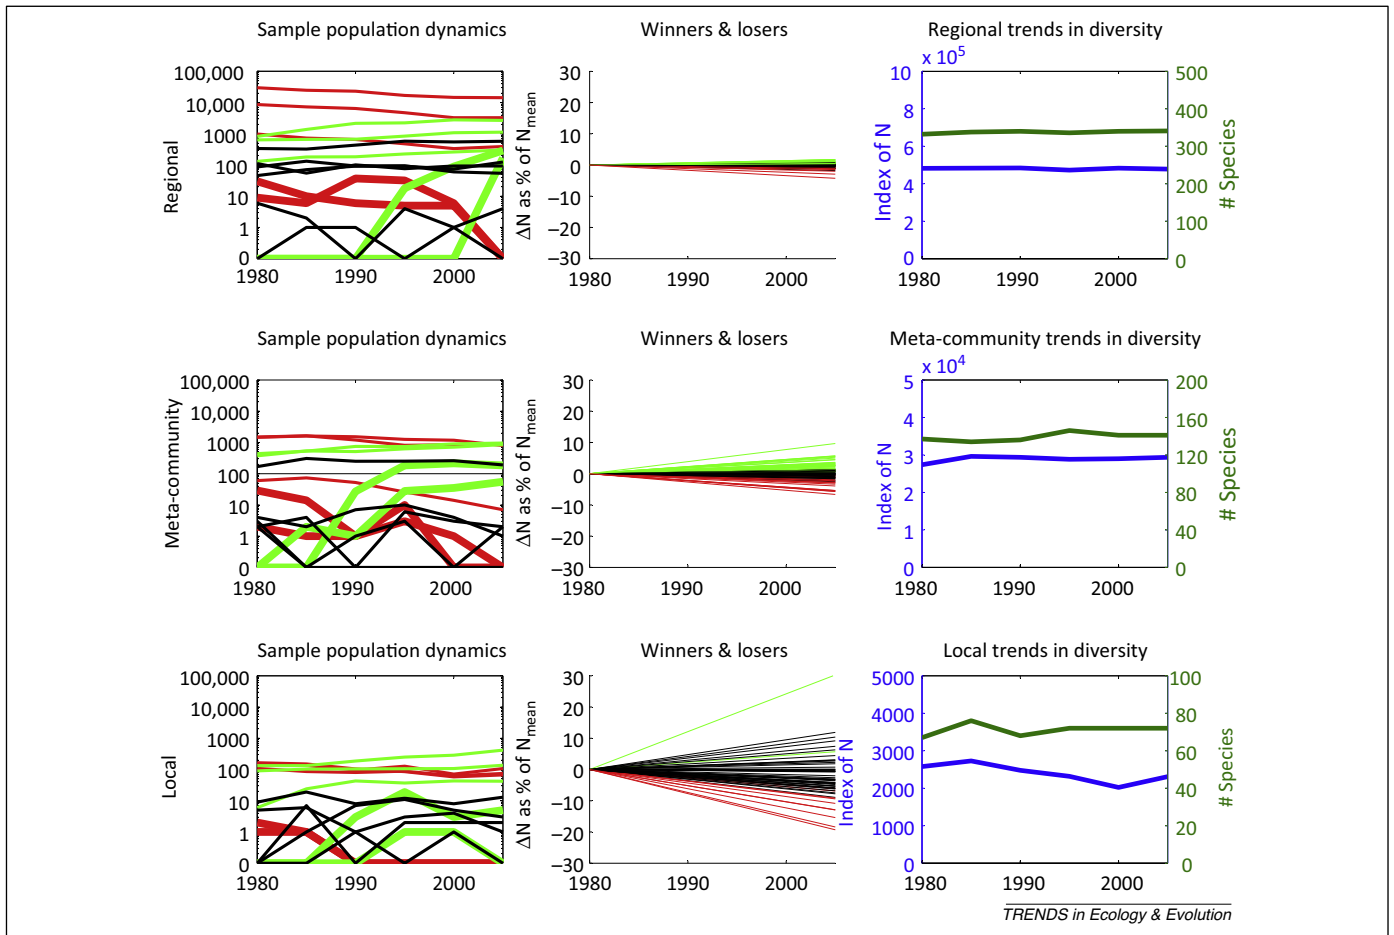 Sample population dynamics
Winners & losers
Regional trends in diversity
x 10⁵
100,000
10,000
1000
100
10
1
0
Regional
1980 1990 2000
30
20
10
0
−10
−20
−30
ΔN as % of Nmean
1980 1990 2000
10
8
6
4
2
0
Index of N
500
400
300
200
100
0
# Species
1980 1990 2000
Sample population dynamics
Winners & losers
Meta-community trends in diversity
x 10⁴
100,000
10,000
1000
100
10
1
0
Meta-community
1980 1990 2000
30
20
10
0
−10
−20
−30
ΔN as % of Nmean
1980 1990 2000
5
4
3
2
1
0
Index of N
200
160
120
80
40
0
# Species
1980 1990 2000
Sample population dynamics
Winners & losers
Local trends in diversity
100,000
10,000
1000
100
10
1
0
Local
1980 1990 2000
30
20
10
0
−10
−20
−30
ΔN as % of Nmean
1980 1990 2000
5000
4000
3000
2000
1000
0
Index of N
100
80
60
40
20
0
# Species
1980 1990 2000
TRENDS in Ecology & Evolution